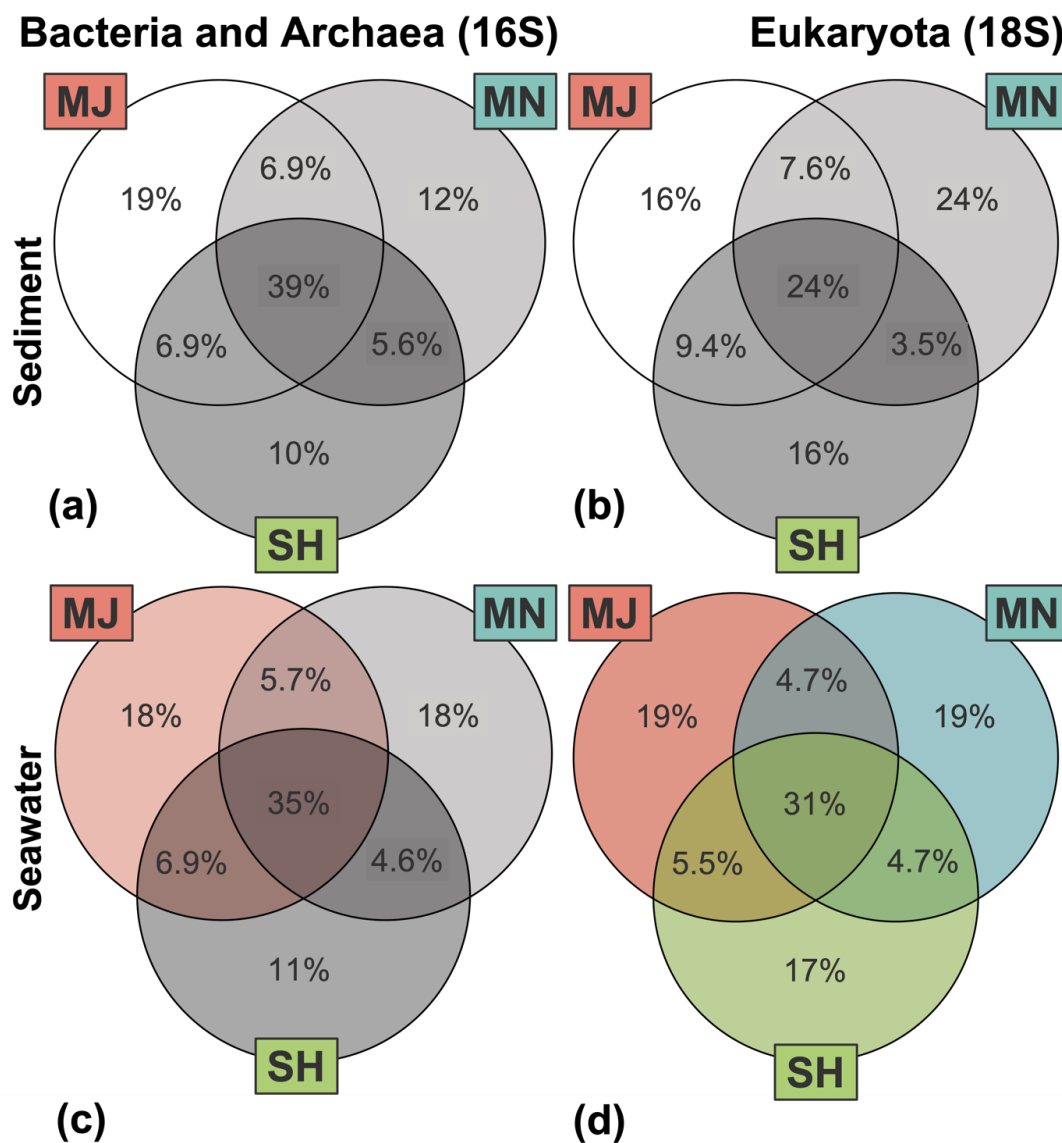 Bacteria and Archaea (16S)
Eukaryota (18S)
Sediment
MJ
MN
6.9%
19%
12%
39%
6.9%
5.6%
10%
(a)
SH
MJ
MN
7.6%
16%
24%
24%
9.4%
3.5%
16%
(b)
SH
Seawater
MJ
MN
5.7%
18%
18%
35%
6.9%
4.6%
11%
SH
(c)
MJ
MN
4.7%
19%
19%
31%
5.5%
4.7%
17%
SH
(d)